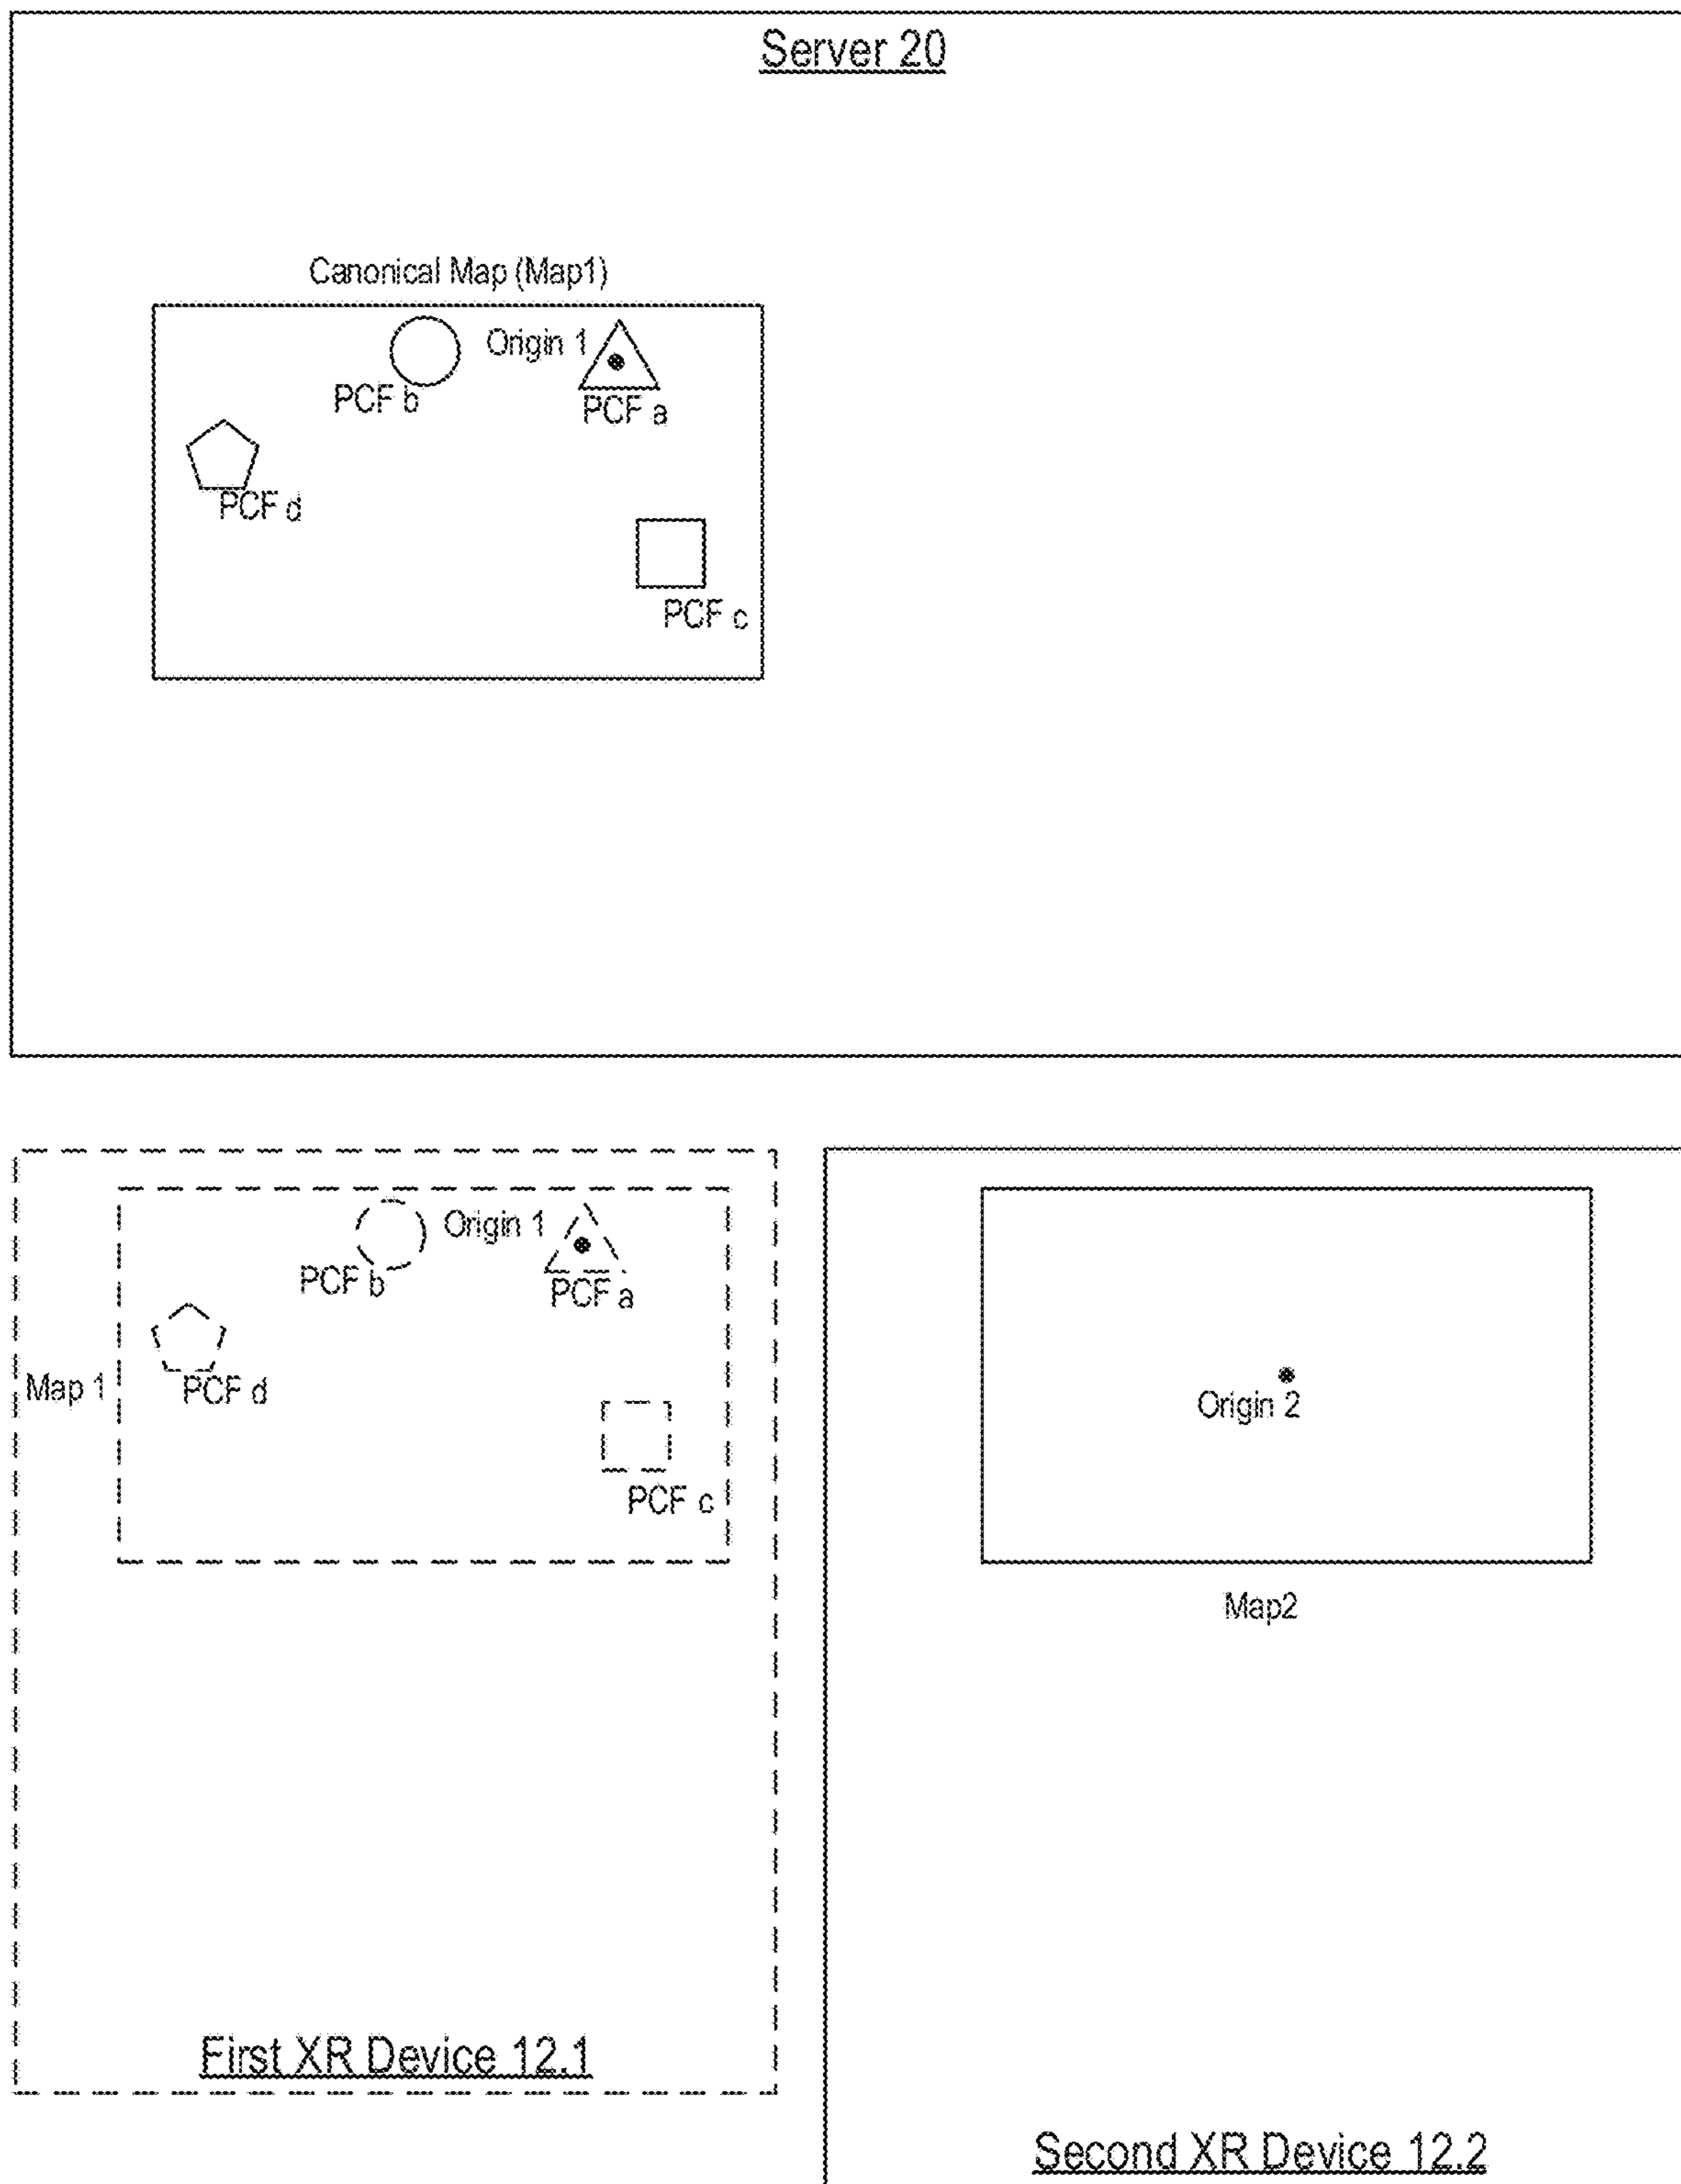 Server 20
Canonical Map (Map1)
Origin 1
PCF b
PCF a
PCF d
PCF c
Origin 1
PCF b
PCF a
Map 1
PCF d
PCF c
First XR Device 12.1
Origin 2
Map2
Second XR Device 12.2